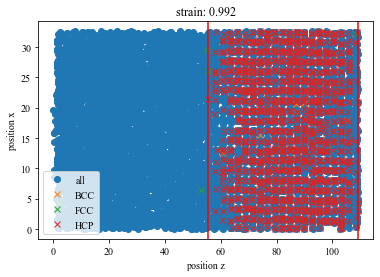 strain: 0.992
position x
30
25
20
15
10
5
0
all
BCC
FCC
HCP
0 20 40 60 80 100
position z